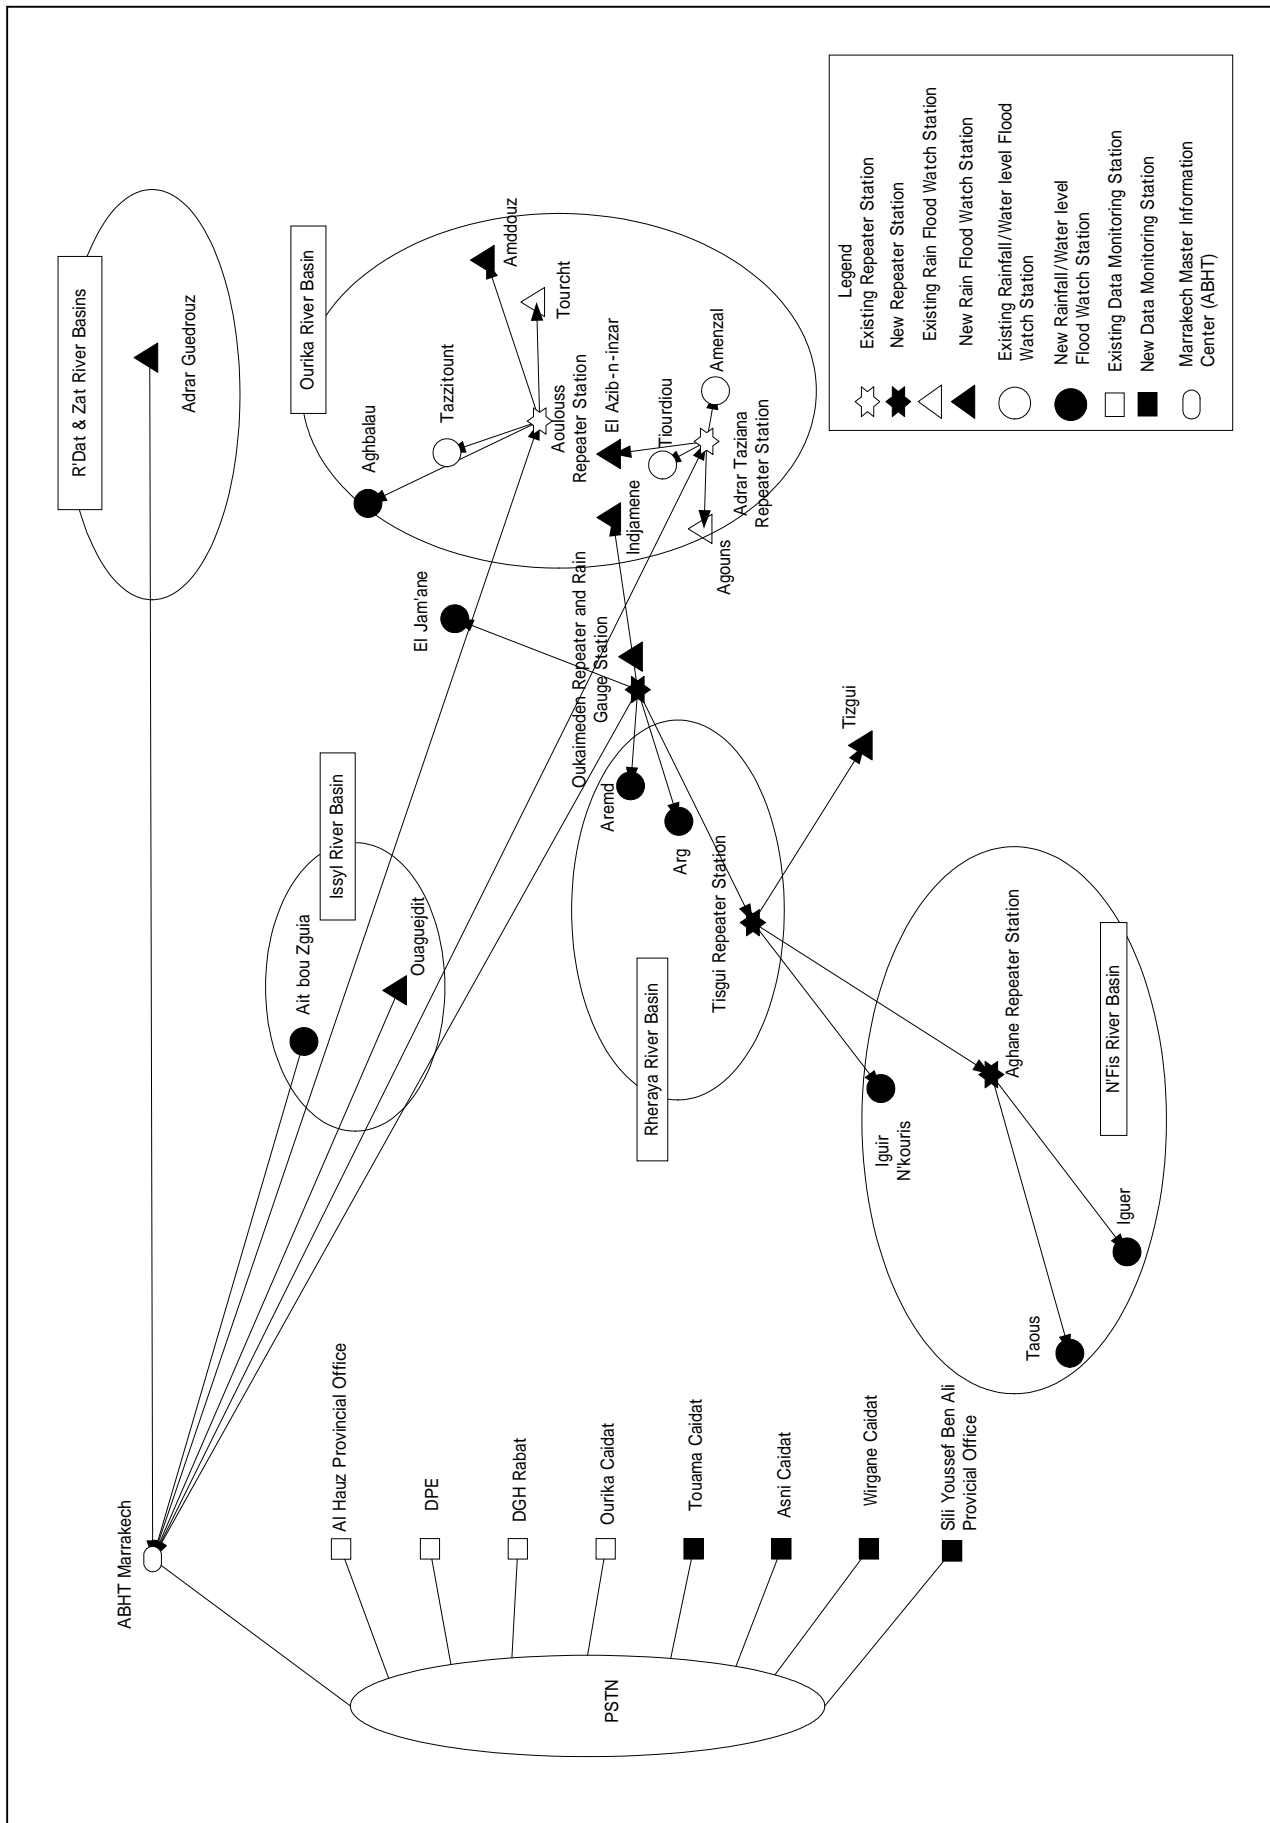 ABHT Marrakech
R'Dat & Zat River Basins
Adrar Guedrouz
Ourika River Basin
Aghbalau
Tazzitount
Amddouz
Tourcht
Aoulouss
Repeater Station
El Azib-n-inzar
Tiourdiou
Amenzal
Adrar Taziana
Repeater Station
Indjamene
Agouns
El Jam'ane
Oukaimeden Repeater and Rain
Gauge Station
Issyl River Basin
Ait bou Zguia
Ouaguejdit
Aremd
Arg
Tisgui Repeater Station
Rheraya River Basin
Tizgui
Aghane Repeater Station
N'Fis River Basin
Iguir
N'kouris
Iguer
Taous
Al Hauz Provincial Office
DPE
DGH Rabat
Ourika Caidat
Touama Caidat
Asni Caidat
Wirgane Caidat
Sili Youssef Ben Ali
Provicial Office
PSTN
Legend
Existing Repeater Station
New Repeater Station
Existing Rain Flood Watch Station
New Rain Flood Watch Station
Existing Rainfall/Water level Flood
Watch Station
New Rainfall/Water level
Flood Watch Station
Existing Data Monitoring Station
New Data Monitoring Station
Marrakech Master Information
Center (ABHT)